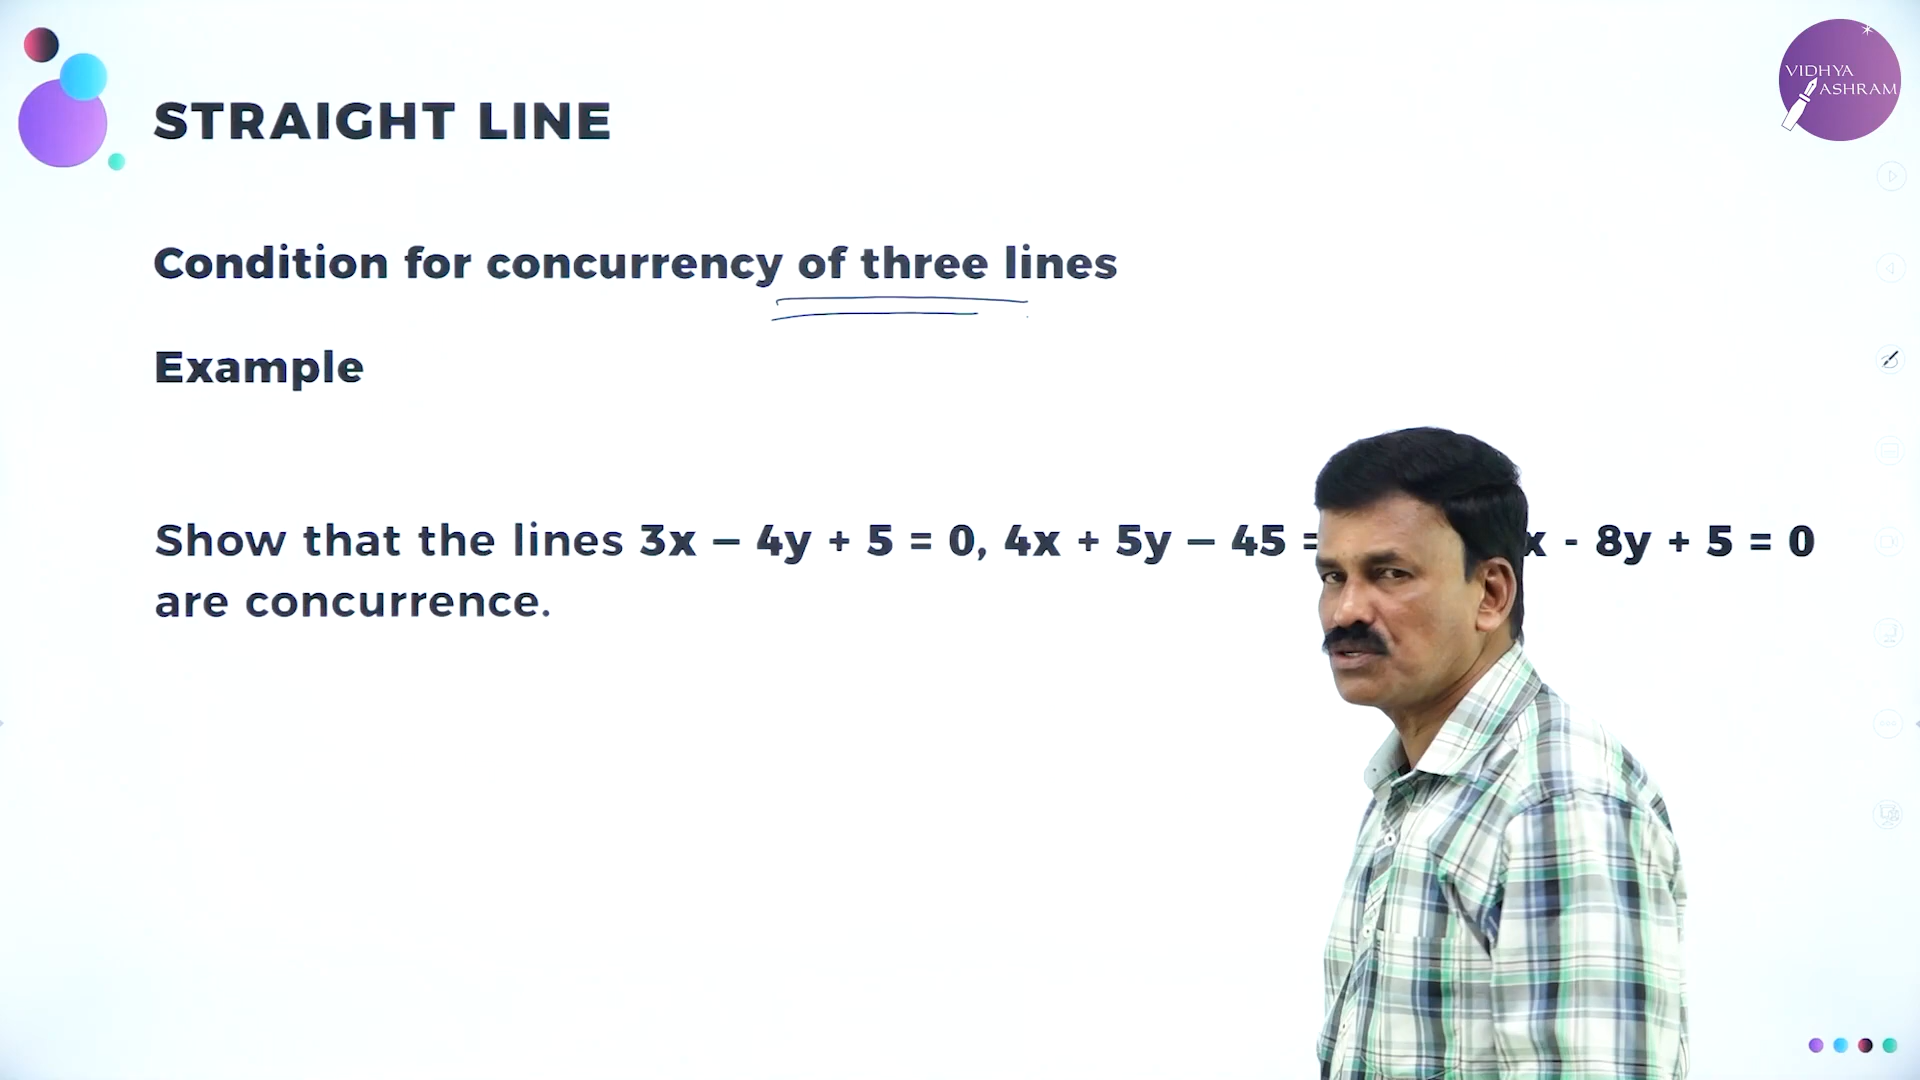 VIDHYA
ASHRAM
STRAIGHT LINE
Condition for concurrency of three lines
Example
Show that the lines 3x – 4y + 5 = 0, 4x + 5y – 45 = x - 8y + 5 = 0
are concurrence.